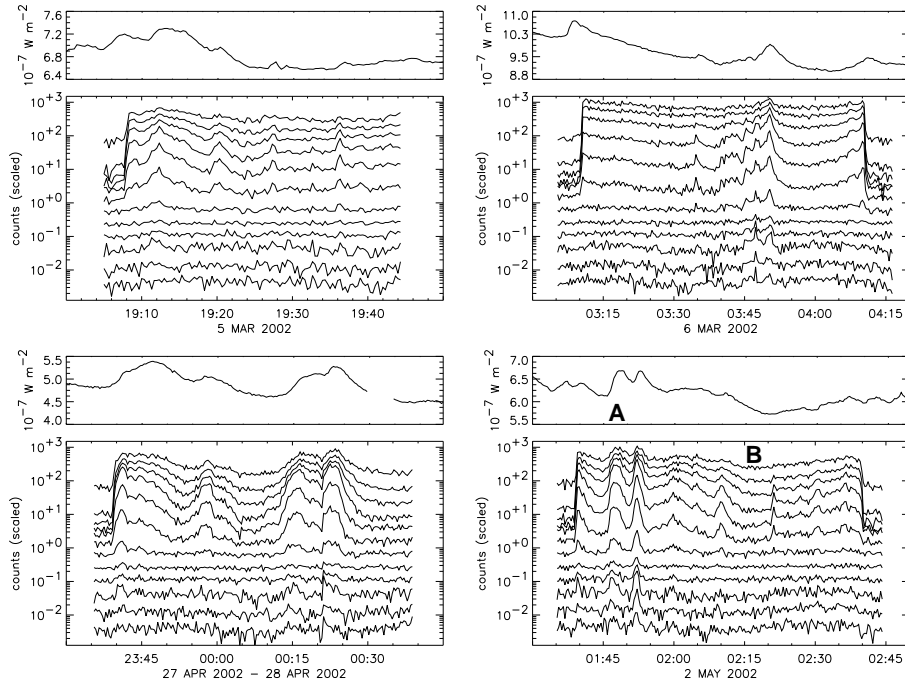 10⁻⁷ W m⁻²
7.6
7.2
6.8
6.4
counts (scaled)
10⁺³
10⁺²
10⁺¹
10⁺⁰
10⁻¹
10⁻²
19:10 19:20 19:30 19:40
5 MAR 2002
10⁻⁷ W m⁻²
11.0
10.3
9.5
8.8
counts (scaled)
10⁺³
10⁺²
10⁺¹
10⁺⁰
10⁻¹
10⁻²
03:15 03:30 03:45 04:00 04:15
6 MAR 2002
10⁻⁷ W m⁻²
5.5
5.0
4.5
4.0
counts (scaled)
10⁺³
10⁺²
10⁺¹
10⁺⁰
10⁻¹
10⁻²
23:45 00:00 00:15 00:30
27 APR 2002 – 28 APR 2002
10⁻⁷ W m⁻²
7.0
6.5
6.0
5.5
A
counts (scaled)
10⁺³
10⁺²
10⁺¹
10⁺⁰
10⁻¹
10⁻²
B
01:45 02:00 02:15 02:30 02:45
2 MAY 2002